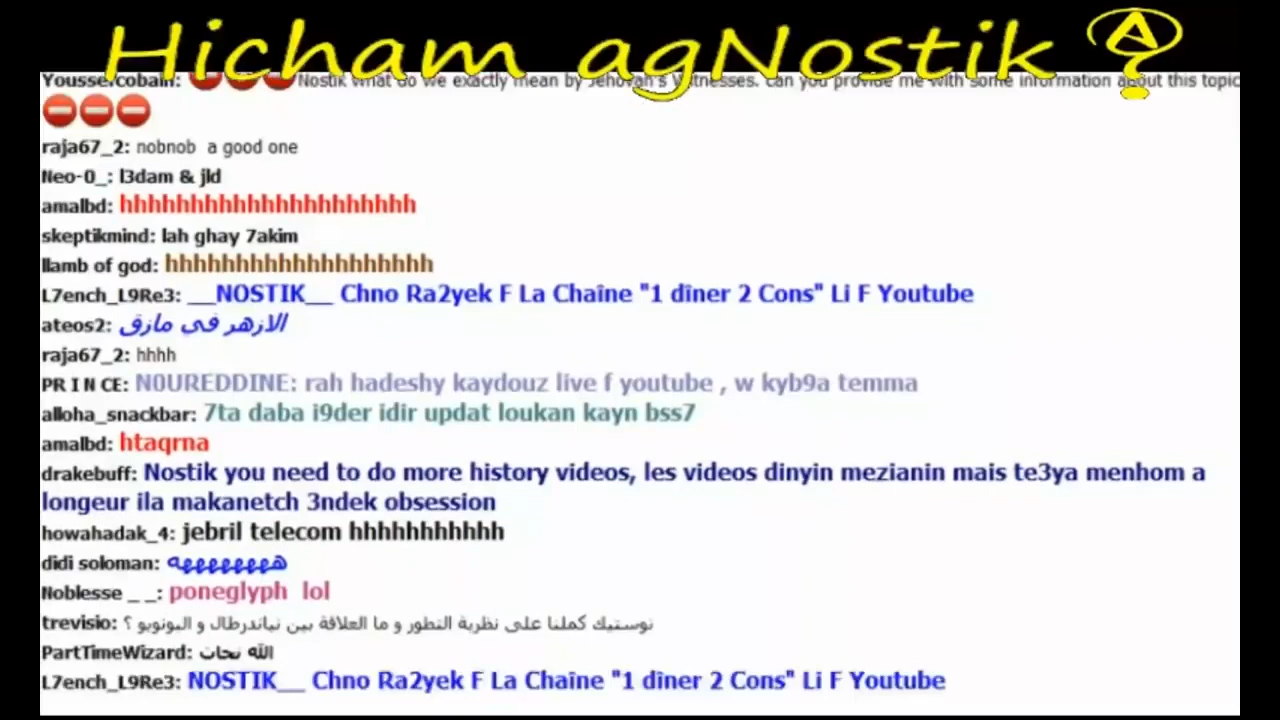 Hicham agNostik
Youssefcobain: Nostik what do we exactly mean by Jehovah's Witnesses. can you provide me with some information about this topic
raja67_2: nobnob a good one
Neo-0_: l3dam & jld
amalbd: hhhhhhhhhhhhhhhhhhhhh
skeptikmind: lah ghay 7akim
llamb of god: hhhhhhhhhhhhhhhhhhh
L7ench_L9Re3: __NOSTIK__ Chno Ra2yek F La Chaîne "1 dîner 2 Cons" Li F Youtube
ateos2: الازهر في مازق
raja67_2: hhhh
PR I N CE: N0UREDDINE: rah hadeshy kaydouz live f youtube , w kyb9a temma
alloha_snackbar: 7ta daba i9der idir updat loukan kayn bss7
amalbd: htaqrna
drakebuff: Nostik you need to do more history videos, les videos dinyin mezianin mais te3ya menhom a
longeur ila makanetch 3ndek obsession
howahadak_4: jebril telecom hhhhhhhhhhh
didi soloman: ههههههههه
Noblesse _ _: poneglyph lol
trevisio: نوستيك كملنا على نظرية التطور و ما العلاقة بين نياندرطال و البونوبو ؟
PartTimeWizard: الله نجات
L7ench_L9Re3: NOSTIK__ Chno Ra2yek F La Chaîne "1 dîner 2 Cons" Li F Youtube